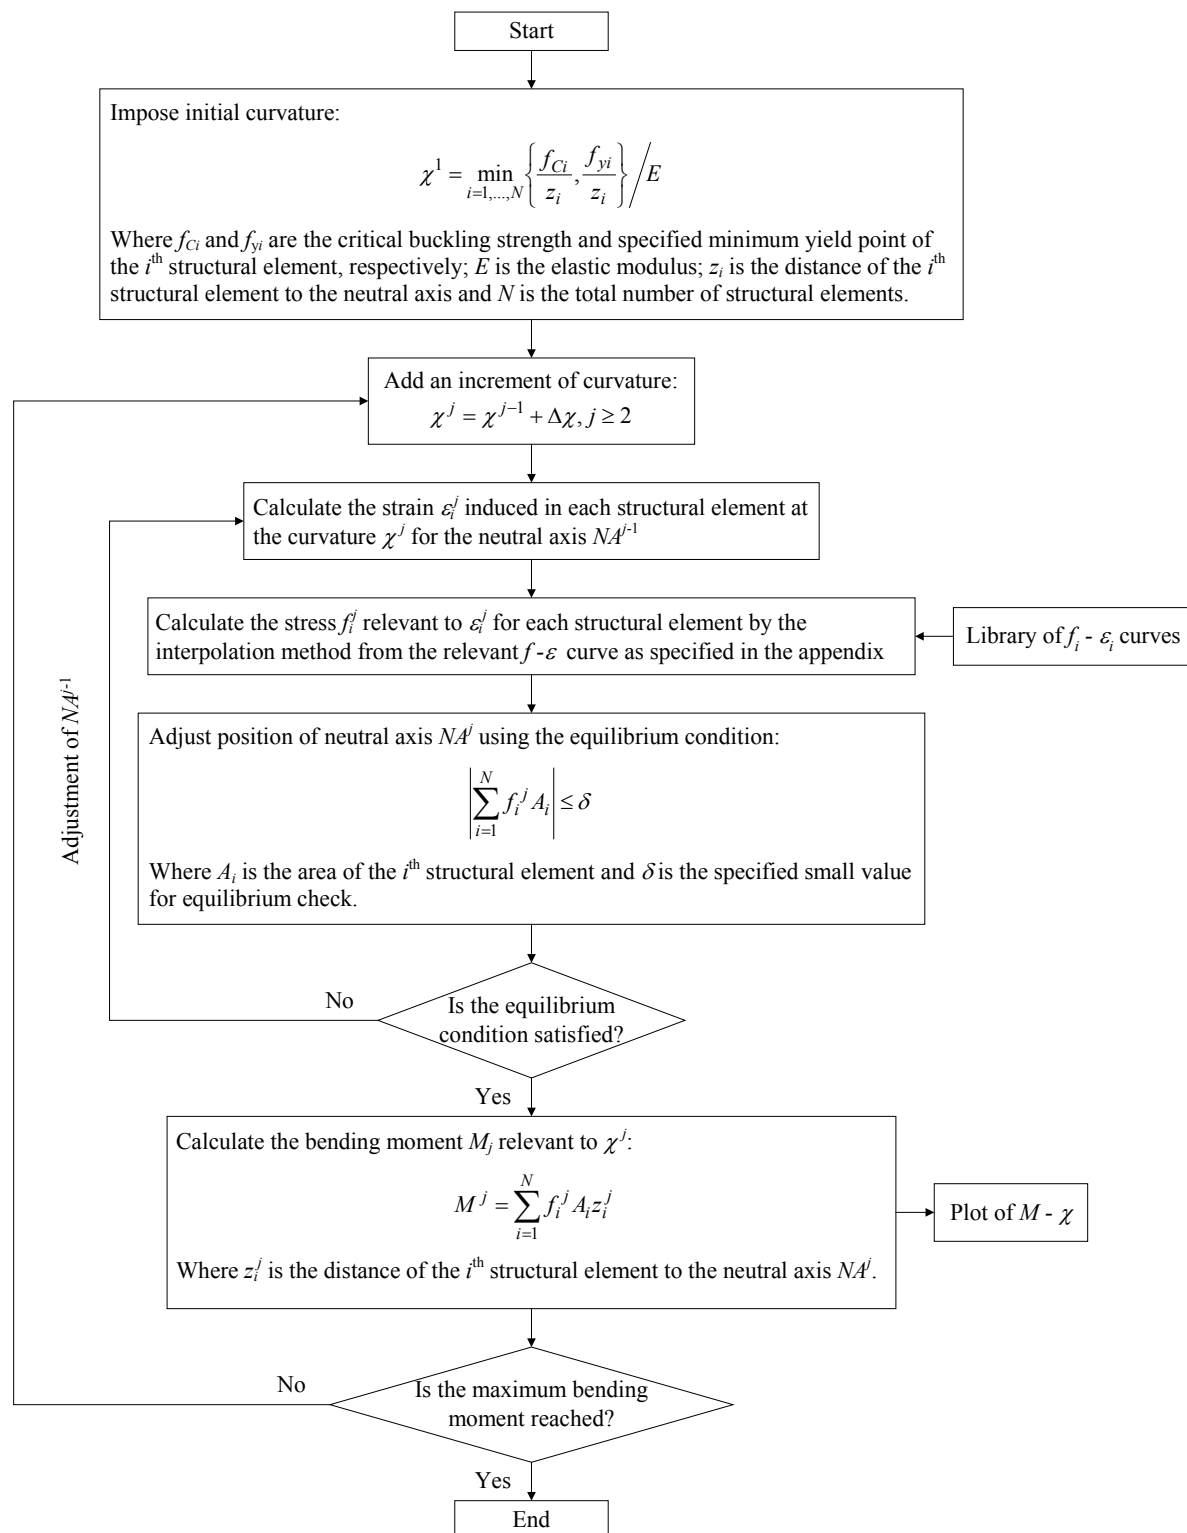 Start
Impose initial curvature:
χ¹ = min_{i=1,...,N} { f_{Ci} / z_i , f_{yi} / z_i } / E
Where f_{Ci} and f_{yi} are the critical buckling strength and specified minimum yield point of
the i^{th} structural element, respectively; E is the elastic modulus; z_i is the distance of the i^{th}
structural element to the neutral axis and N is the total number of structural elements.
Add an increment of curvature:
χ^j = χ^{j−1} + Δχ, j ≥ 2
Calculate the strain ε_i^j induced in each structural element at
the curvature χ^j for the neutral axis NA^{j-1}
Calculate the stress f_i^j relevant to ε_i^j for each structural element by the
interpolation method from the relevant f - ε curve as specified in the appendix
Library of f_i - ε_i curves
Adjustment of NA^{j-1}
Adjust position of neutral axis NA^j using the equilibrium condition:
|∑_{i=1}^{N} f_i^j A_i| ≤ δ
Where A_i is the area of the i^{th} structural element and δ is the specified small value
for equilibrium check.
No
Is the equilibrium
condition satisfied?
Yes
Calculate the bending moment M_j relevant to χ^j:
M^j = ∑_{i=1}^{N} f_i^j A_i z_i^j
Where z_i^j is the distance of the i^{th} structural element to the neutral axis NA^j.
Plot of M - χ
No
Is the maximum bending
moment reached?
Yes
End